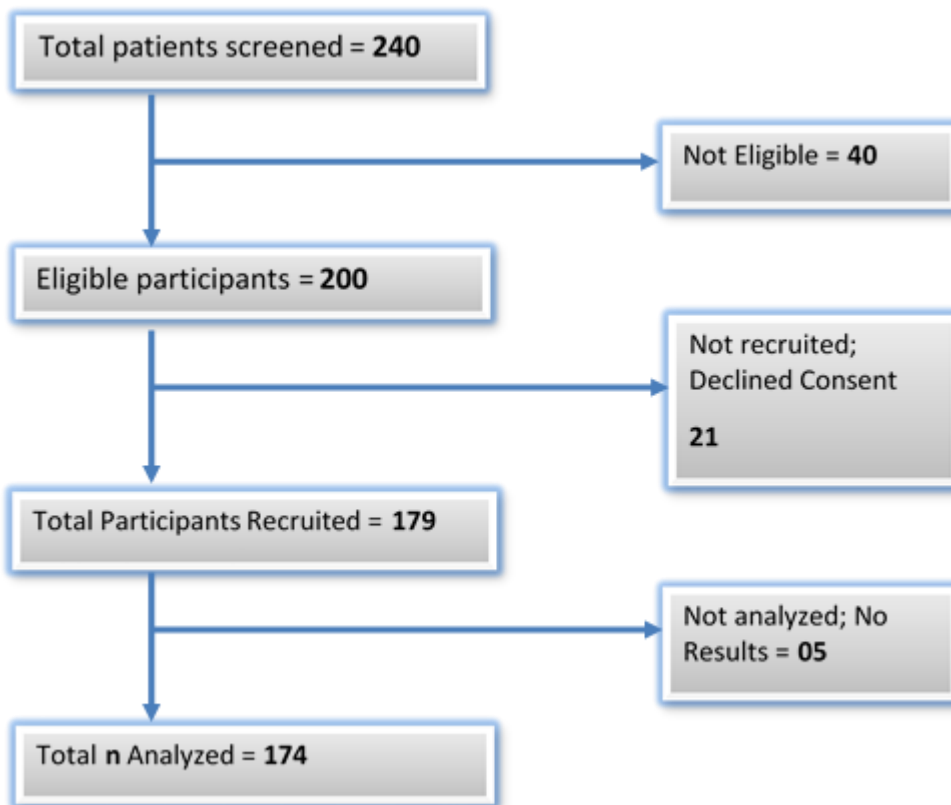 Total patients screened = 240
Not Eligible = 40
Eligible participants = 200
Not recruited;
Declined Consent
21
Total Participants Recruited = 179
Not analyzed; No
Results = 05
Total n Analyzed = 174